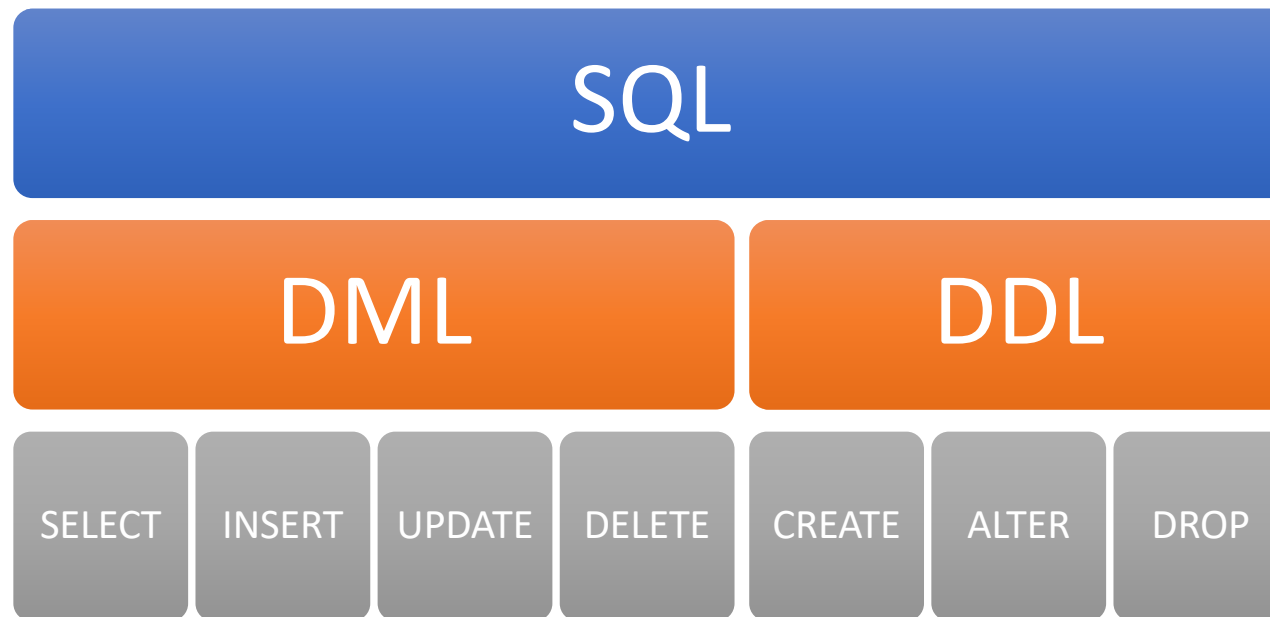 SQL
DML DDL
SELECT INSERT UPDATE DELETE CREATE ALTER DROP